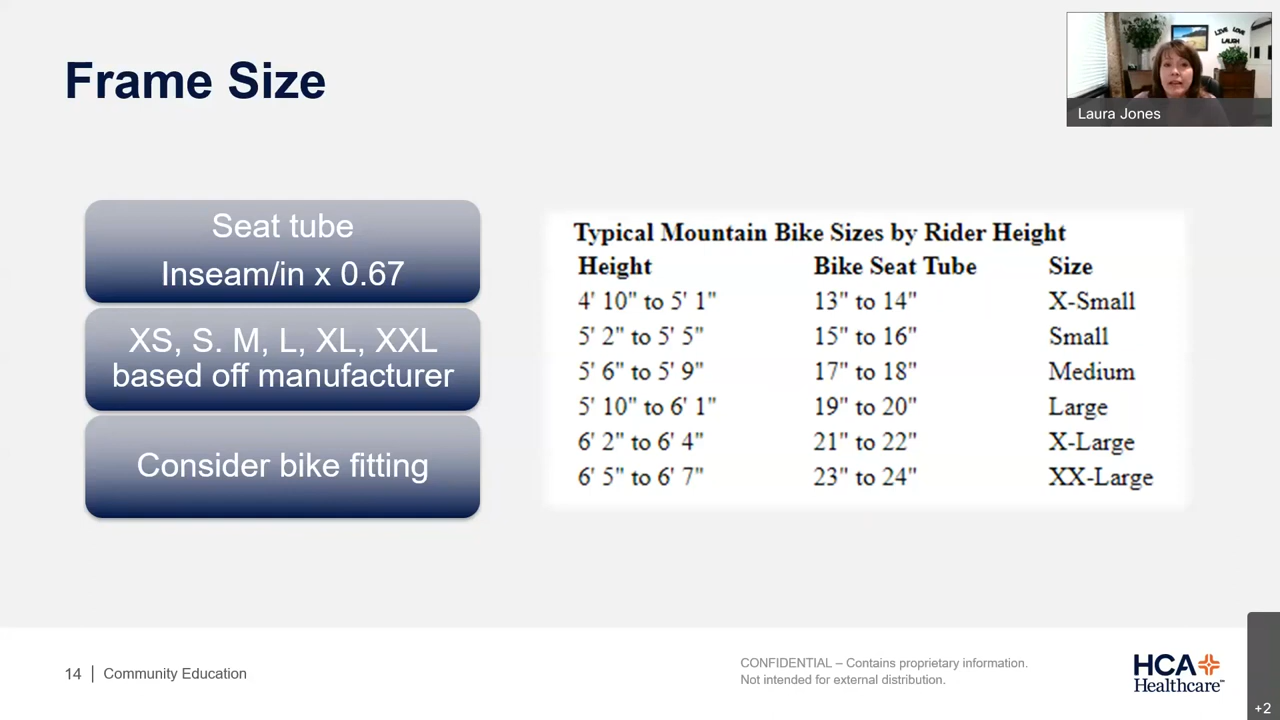 Frame Size
LIVE LOVE
LAUGH
Laura Jones
Seat tube
Inseam/in x 0.67
XS, S. M, L, XL, XXL
based off manufacturer
Consider bike fitting
Typical Mountain Bike Sizes by Rider Height
Height Bike Seat Tube Size
4' 10" to 5' 1" 13" to 14" X-Small
5' 2" to 5' 5" 15" to 16" Small
5' 6" to 5' 9" 17" to 18" Medium
5' 10" to 6' 1" 19" to 20" Large
6' 2" to 6' 4" 21" to 22" X-Large
6' 5" to 6' 7" 23" to 24" XX-Large
14 | Community Education
CONFIDENTIAL – Contains proprietary information.
Not intended for external distribution.
HCA
Healthcare™
+2